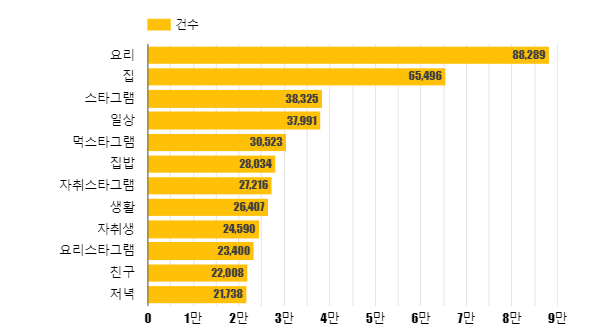 건수
요리 88,289
집 65,496
스타그램 38,325
일상 37,991
먹스타그램 30,523
집밥 28,034
자취스타그램 27,216
생활 26,407
자취생 24,590
요리스타그램 23,400
친구 22,008
저녁 21,738
0 1만 2만 3만 4만 5만 6만 7만 8만 9만